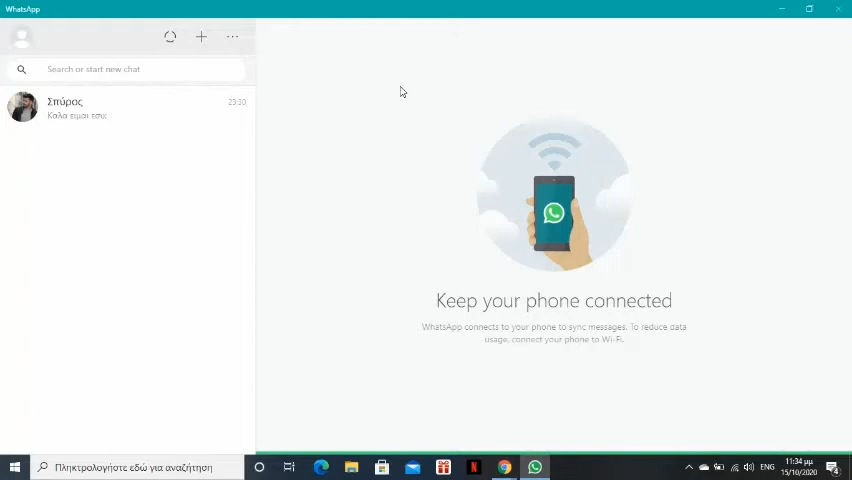 WhatsApp
Search or start new chat
Σπύρος
23:30
Καλα ειμαι εσυ;
Keep your phone connected
WhatsApp connects to your phone to sync messages. To reduce data
usage, connect your phone to Wi-Fi.
Πληκτρολογήστε εδώ για αναζήτηση
N
ENG
11:34 μμ
15/10/2020
4